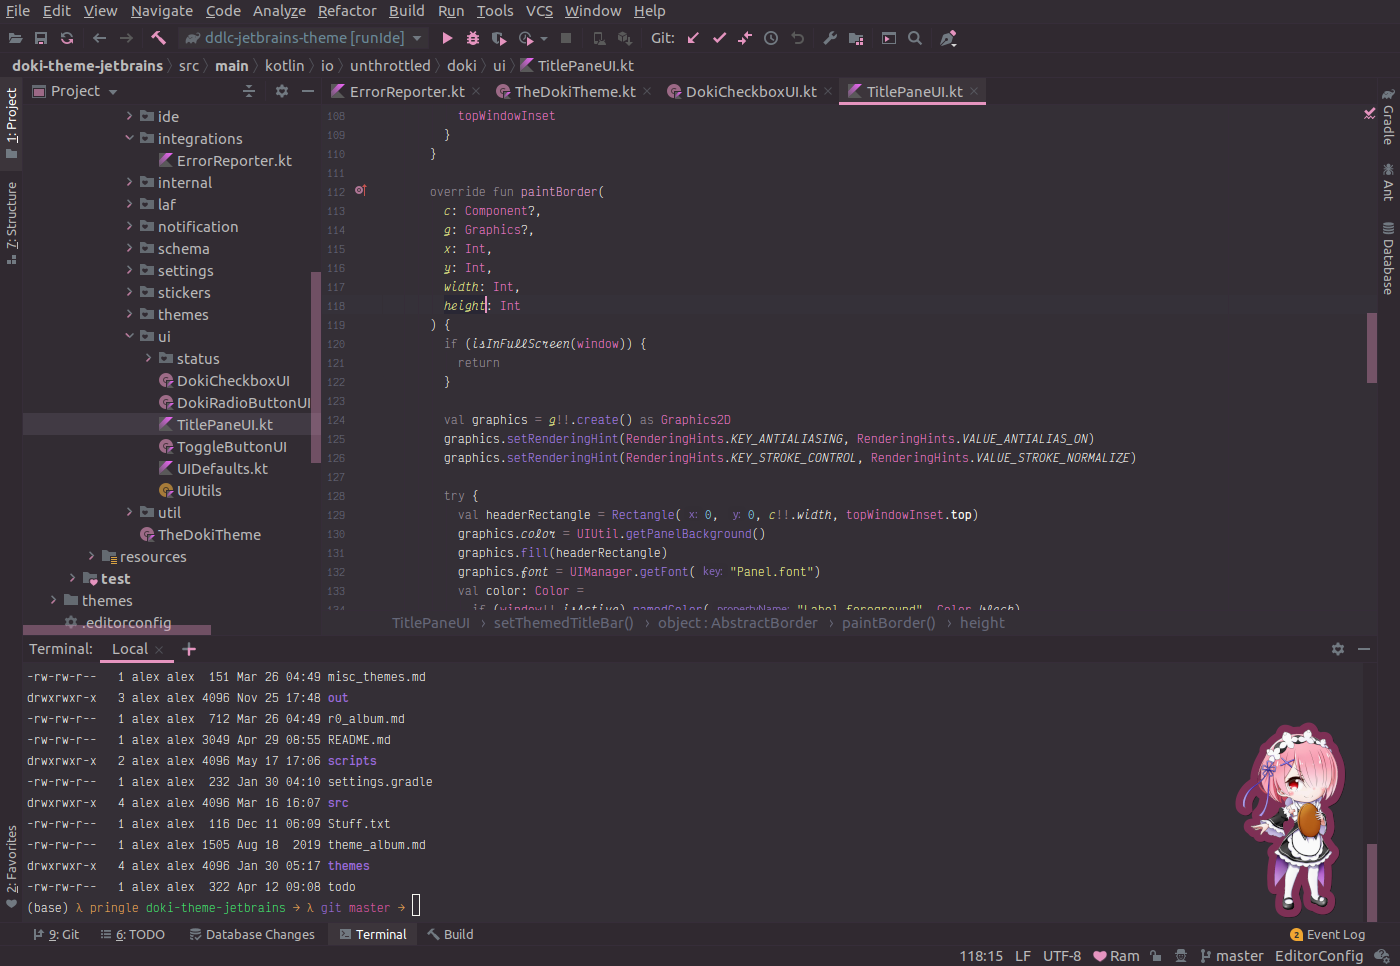 File Edit View Navigate Code Analyze Refactor Build Run Tools VCS Window Help
ddlc-jetbrains-theme [runIde] Git:
doki-theme-jetbrains src main kotlin io unthrottled doki ui TitlePaneUI.kt
1: Project
7: Structure
2: Favorites
Project
ide
integrations
ErrorReporter.kt
internal
laf
notification
schema
settings
stickers
themes
ui
status
DokiCheckboxUI
DokiRadioButtonUI
TitlePaneUI.kt
ToggleButtonUI
UIDefaults.kt
UiUtils
util
TheDokiTheme
resources
test
themes
.editorconfig
ErrorReporter.kt TheDokiTheme.kt DokiCheckboxUI.kt TitlePaneUI.kt
108 topWindowInset
109 }
110 }
111
112 override fun paintBorder(
113 c: Component?,
114 g: Graphics?,
115 x: Int,
116 y: Int,
117 width: Int,
118 height: Int
119 ) {
120 if (isInFullScreen(window)) {
121 return
122 }
123
124 val graphics = g!!.create() as Graphics2D
125 graphics.setRenderingHint(RenderingHints.KEY_ANTIALIASING, RenderingHints.VALUE_ANTIALIAS_ON)
126 graphics.setRenderingHint(RenderingHints.KEY_STROKE_CONTROL, RenderingHints.VALUE_STROKE_NORMALIZE)
127
128 try {
129 val headerRectangle = Rectangle( x: 0, y: 0, c!!.width, topWindowInset.top)
130 graphics.color = UIUtil.getPanelBackground()
131 graphics.fill(headerRectangle)
132 graphics.font = UIManager.getFont( key: "Panel.font")
133 val color: Color =
134 if (window!!.isActive) namedColor( propertyName: "Label.foreground", Color.black)
TitlePaneUI › setThemedTitleBar() › object : AbstractBorder › paintBorder() › height
Gradle
Ant
Database
Terminal: Local
-rw-rw-r-- 1 alex alex 151 Mar 26 04:49 misc_themes.md
drwxrwxr-x 3 alex alex 4096 Nov 25 17:48 out
-rw-rw-r-- 1 alex alex 712 Mar 26 04:49 r0_album.md
-rw-rw-r-- 1 alex alex 3049 Apr 29 08:55 README.md
drwxrwxr-x 2 alex alex 4096 May 17 17:06 scripts
-rw-rw-r-- 1 alex alex 232 Jan 30 04:10 settings.gradle
drwxrwxr-x 4 alex alex 4096 Mar 16 16:07 src
-rw-rw-r-- 1 alex alex 116 Dec 11 06:09 Stuff.txt
-rw-rw-r-- 1 alex alex 1505 Aug 18 2019 theme_album.md
drwxrwxr-x 4 alex alex 4096 Jan 30 05:17 themes
-rw-rw-r-- 1 alex alex 322 Apr 12 09:08 todo
(base) λ pringle doki-theme-jetbrains → λ git master →
9: Git 6: TODO Database Changes Terminal Build 2 Event Log
118:15 LF UTF-8 Ram master EditorConfig